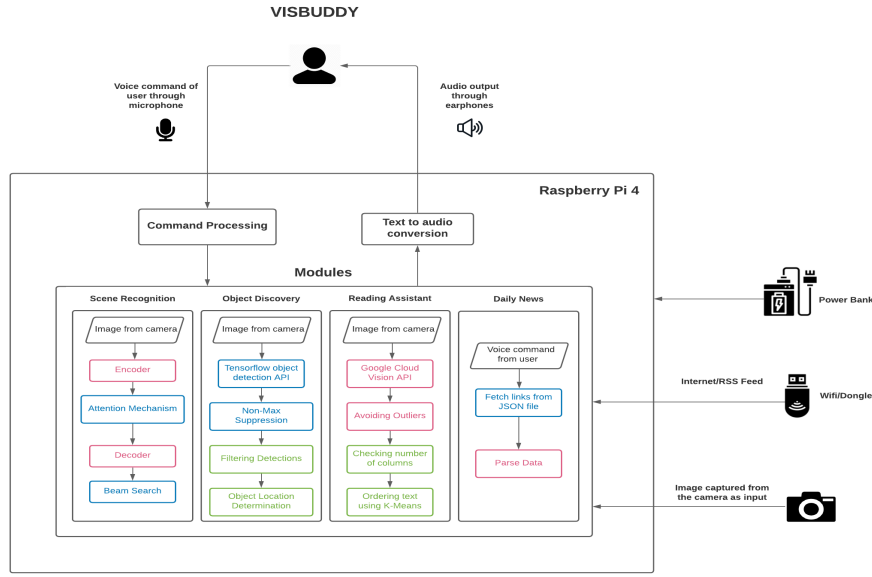 VISBUDDY
Voice command of
user through
microphone
Audio output
through
earphones
Raspberry Pi 4
Command Processing
Text to audio
conversion
Modules
Scene Recognition
Image from camera
Encoder
Attention Mechanism
Decoder
Beam Search
Object Discovery
Image from camera
Tensorflow object
detection API
Non-Max
Suppression
Filtering Detections
Object Location
Determination
Reading Assistant
Image from camera
Google Cloud
Vision API
Avoiding Outliers
Checking number
of columns
Ordering text
using K-Means
Daily News
Voice command
from user
Fetch links from
JSON file
Parse Data
Power Bank
Internet/RSS Feed
Wifi/Dongle
Image captured from
the camera as input